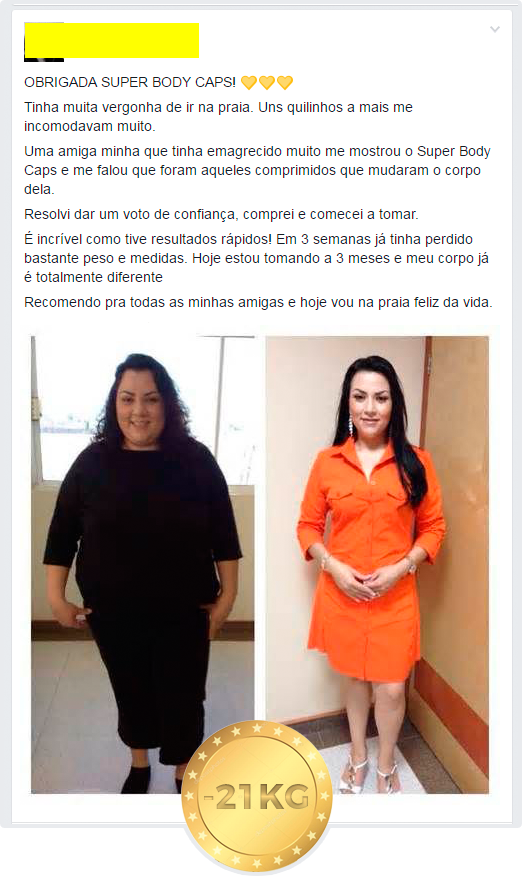 OBRIGADA SUPER BODY CAPS! 💛💛💛
Tinha muita vergonha de ir na praia. Uns quilinhos a mais me
incomodavam muito.
Uma amiga minha que tinha emagrecido muito me mostrou o Super Body
Caps e me falou que foram aqueles comprimidos que mudaram o corpo
dela.
Resolvi dar um voto de confiança, comprei e comecei a tomar.
É incrível como tive resultados rápidos! Em 3 semanas já tinha perdido
bastante peso e medidas. Hoje estou tomando a 3 meses e meu corpo já
é totalmente diferente
Recomendo pra todas as minhas amigas e hoje vou na praia feliz da vida.
-21KG